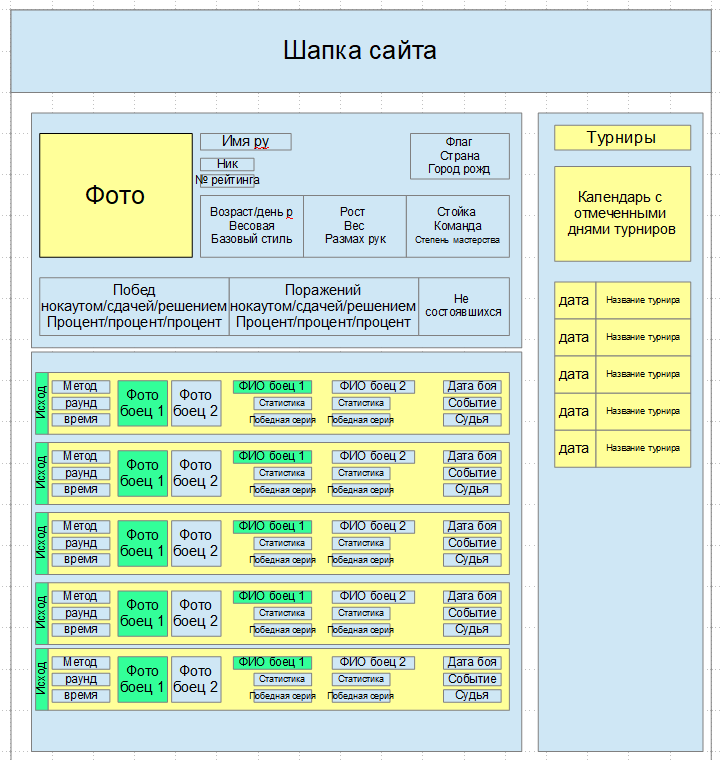 Шапка сайта
Фото
Имя ру
Ник
№ рейтинга
Флаг
Страна
Город рожд
Возраст/день р
Весовая
Базовый стиль
Рост
Вес
Размах рук
Стойка
Команда
Степень мастерства
Побед
нокаутом/сдачей/решением
Процент/процент/процент
Поражений
нокаутом/сдачей/решением
Процент/процент/процент
Не
состоявшихся
Исход
Метод
раунд
время
Фото
боец 1
Фото
боец 2
ФИО боец 1
Статистика
Победная серия
ФИО боец 2
Статистика
Победная серия
Дата боя
Событие
Судья
Исход
Метод
раунд
время
Фото
боец 1
Фото
боец 2
ФИО боец 1
Статистика
Победная серия
ФИО боец 2
Статистика
Победная серия
Дата боя
Событие
Судья
Исход
Метод
раунд
время
Фото
боец 1
Фото
боец 2
ФИО боец 1
Статистика
Победная серия
ФИО боец 2
Статистика
Победная серия
Дата боя
Событие
Судья
Исход
Метод
раунд
время
Фото
боец 1
Фото
боец 2
ФИО боец 1
Статистика
Победная серия
ФИО боец 2
Статистика
Победная серия
Дата боя
Событие
Судья
Исход
Метод
раунд
время
Фото
боец 1
Фото
боец 2
ФИО боец 1
Статистика
Победная серия
ФИО боец 2
Статистика
Победная серия
Дата боя
Событие
Судья
Турниры
Календарь с
отмеченными
днями турниров
дата Название турнира
дата Название турнира
дата Название турнира
дата Название турнира
дата Название турнира